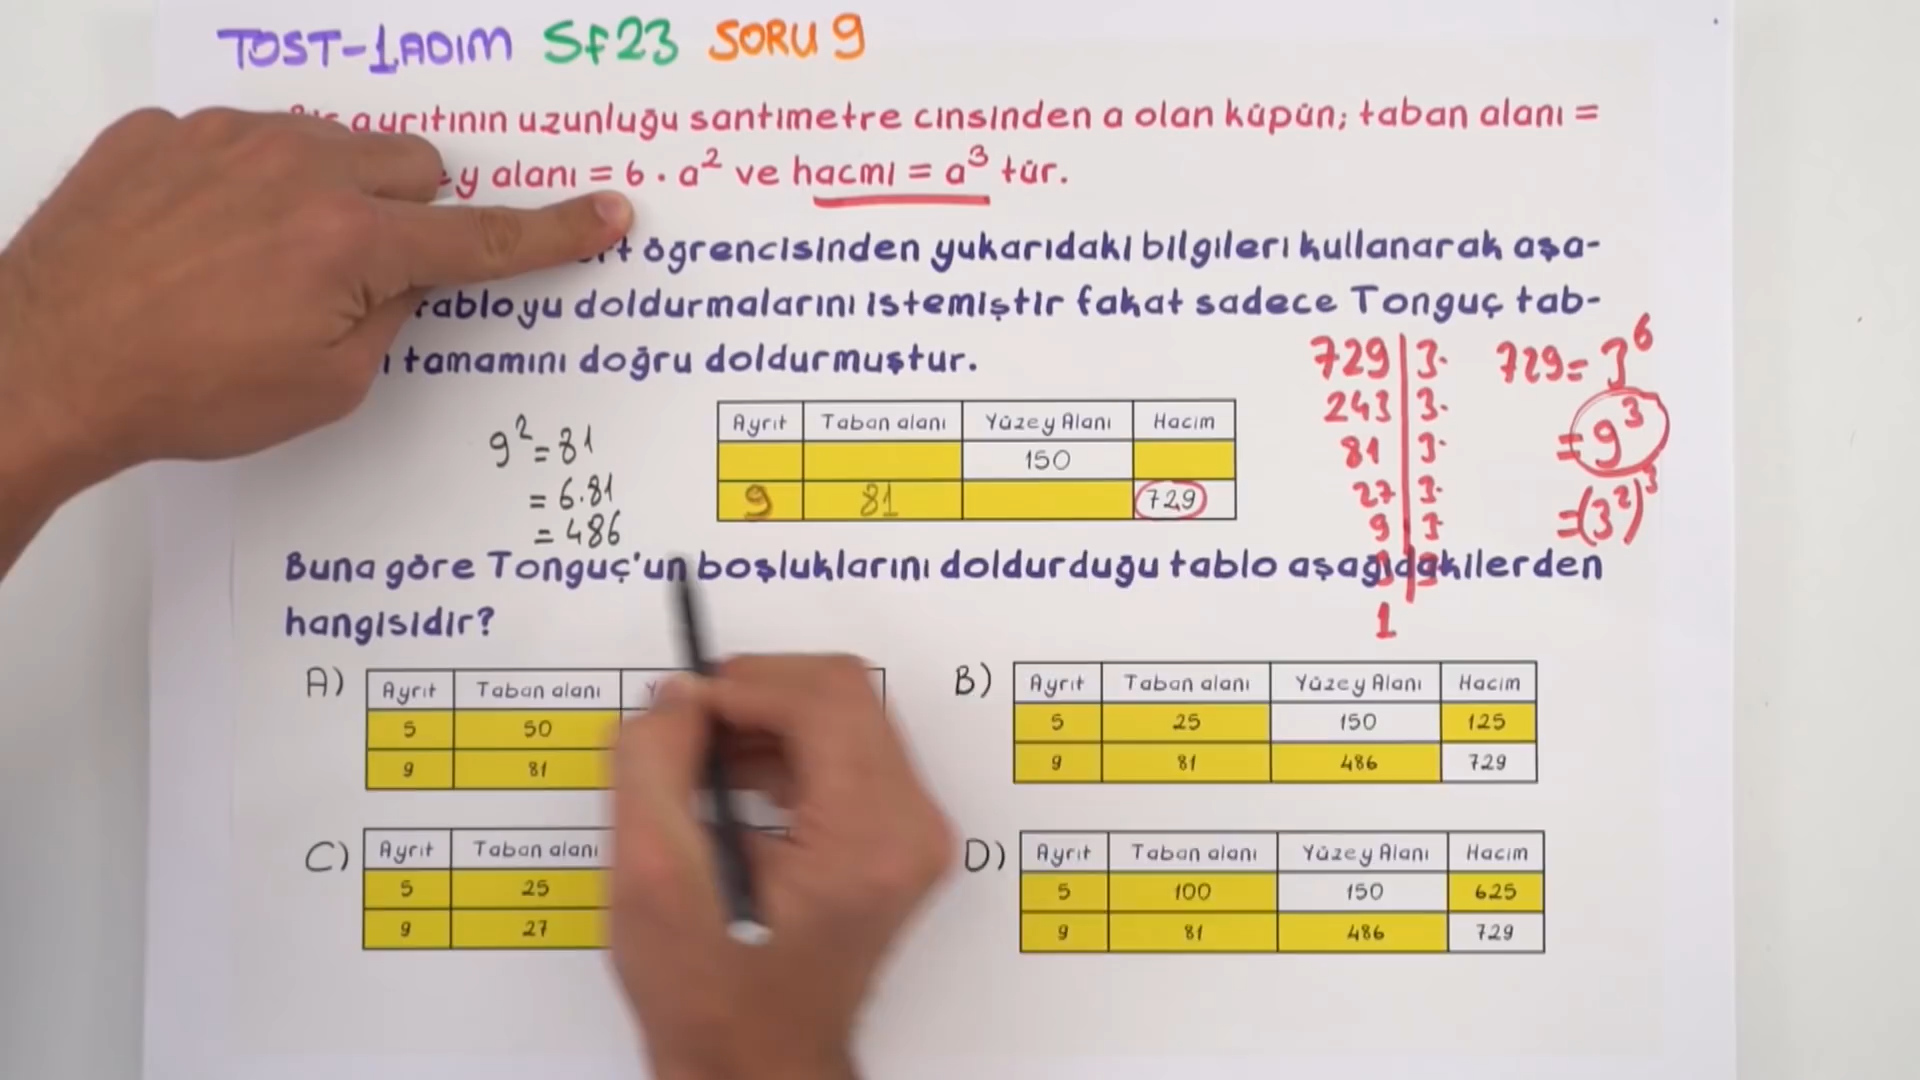 TOST-1.ADIM Sf23 SORU 9
ayrıtının uzunluğu santimetre cinsinden a olan küpün; taban alanı =
alanı = 6 · a² ve hacmi = a³ tür.
öğrencisinden yukarıdaki bilgileri kullanarak aşa-
doldurmalarını istemiştir fakat sadece Tonguç tab-
tamamını doğru doldurmuştur.
9² = 81
= 6.81
= 486
Ayrıt Taban alanı Yüzey Alanı Hacim
150
9 81 729
729 3
243 3
81 3
27 3
9 3
1
729 = 3⁶
= 9³
= (3²)³
Buna göre Tonguç'un boşluklarını doldurduğu tablo aşağıdakilerden
hangisidir?
A)
Ayrıt Taban alanı
5 50
9 81
B)
Ayrıt Taban alanı Yüzey Alanı Hacim
5 25 150 125
9 81 486 729
C)
Ayrıt Taban alanı
5 25
9 27
D)
Ayrıt Taban alanı Yüzey Alanı Hacim
5 100 150 625
9 81 486 729